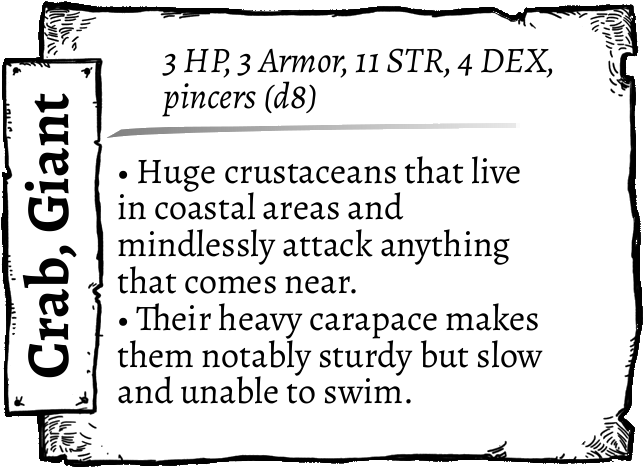 Crab, Giant
3 HP, 3 Armor, 11 STR, 4 DEX,
pincers (d8)
• Huge crustaceans that live
in coastal areas and
mindlessly attack anything
that comes near.
• Their heavy carapace makes
them notably sturdy but slow
and unable to swim.